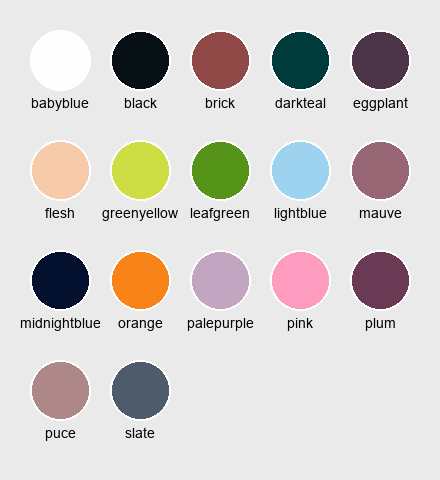 babyblue black brick darkteal eggplant
flesh greenyellow leafgreen lightblue mauve
midnightblue orange palepurple pink plum
puce slate